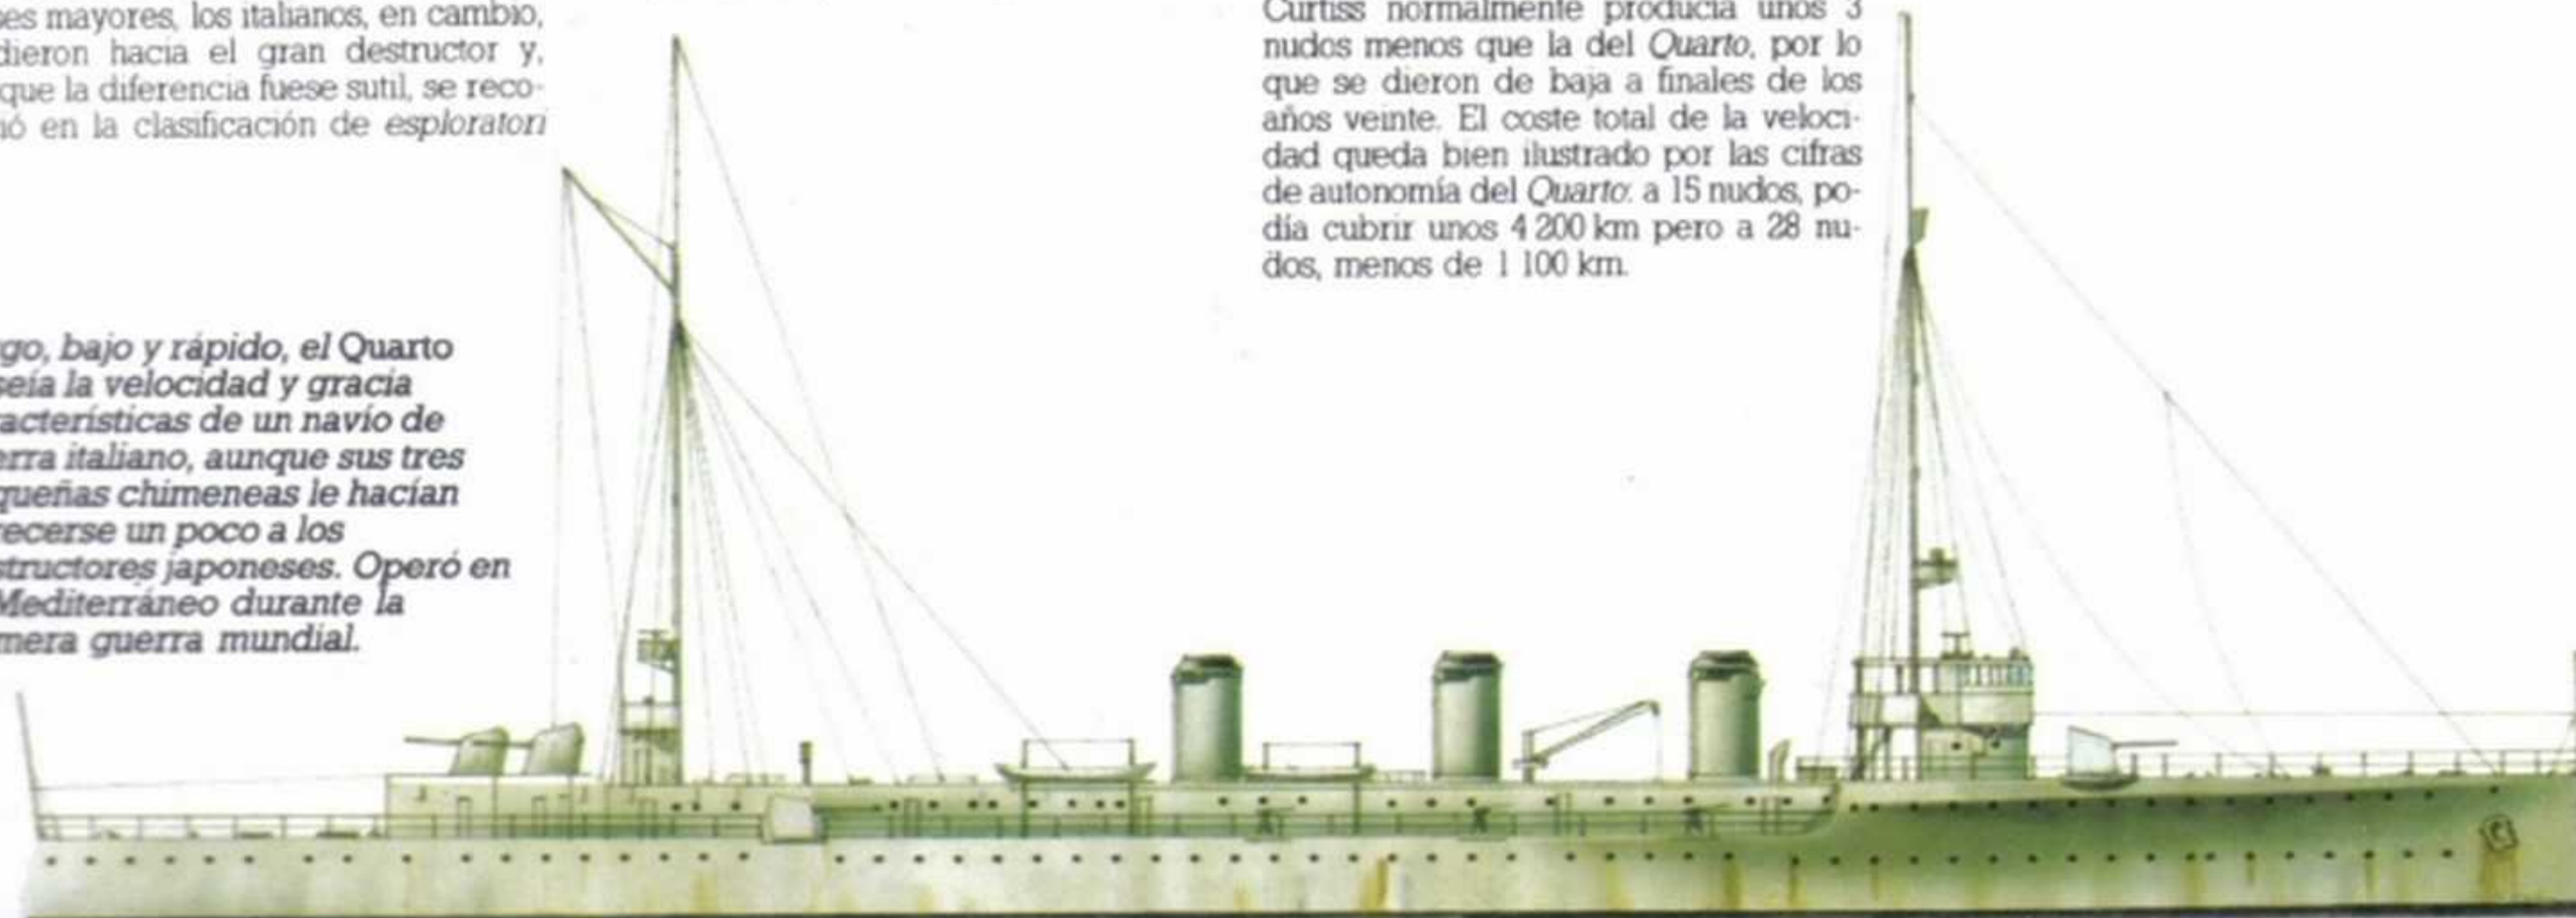 es mayores, los italianos, en cambio,
dieron hacia el gran destructor y,
que la diferencia fuese sutil, se reco-
ió en la clasificación de esploratori
go, bajo y rápido, el Quarto
seía la velocidad y gracia
racterísticas de un navío de
erra italiano, aunque sus tres
queñas chimeneas le hacían
recerse un poco a los
structores japoneses. Operó en
Mediterráneo durante la
mera guerra mundial.
Curtiss normalmente producía unos 3
nudos menos que la del Quarto, por lo
que se dieron de baja a finales de los
años veinte. El coste total de la veloci-
dad queda bien ilustrado por las cifras
de autonomía del Quarto: a 15 nudos, po-
día cubrir unos 4 200 km pero a 28 nu-
dos, menos de 1 100 km.